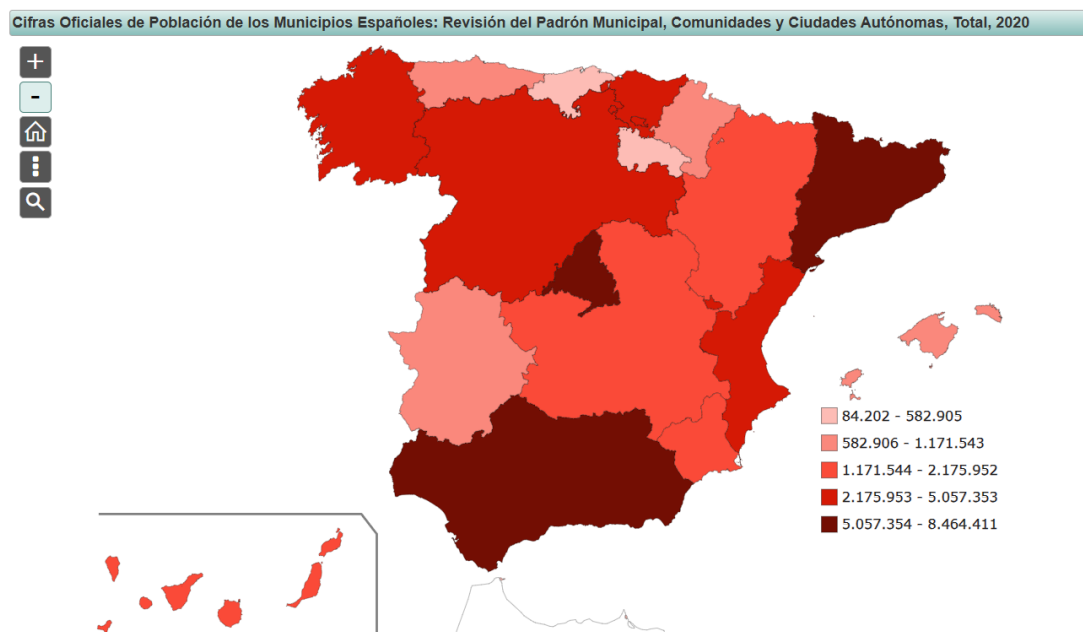 Cifras Oficiales de Población de los Municipios Españoles: Revisión del Padrón Municipal, Comunidades y Ciudades Autónomas, Total, 2020
+
-
84.202 - 582.905
582.906 - 1.171.543
1.171.544 - 2.175.952
2.175.953 - 5.057.353
5.057.354 - 8.464.411